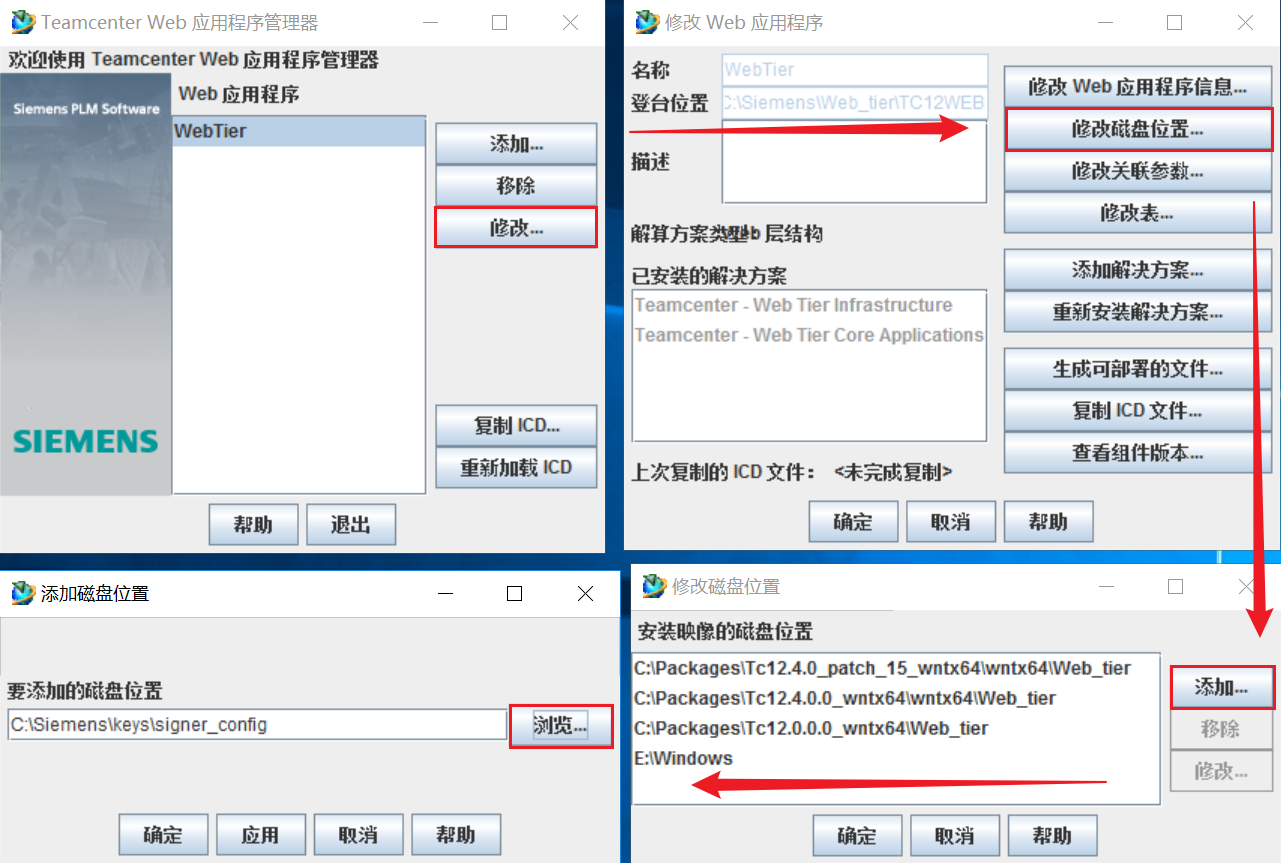 Teamcenter Web 应用程序管理器
欢迎使用 Teamcenter Web 应用程序管理器
Siemens PLM Software
Web 应用程序
WebTier
添加...
移除
修改...
复制 ICD...
重新加载 ICD
SIEMENS
帮助
退出
修改 Web 应用程序
名称
WebTier
登台位置
C:\Siemens\Web_tier\TC12WEB
描述
解算方案类型 Web 层结构
已安装的解决方案
Teamcenter - Web Tier Infrastructure
Teamcenter - Web Tier Core Applications
上次复制的 ICD 文件： <未完成复制>
修改 Web 应用程序信息...
修改磁盘位置...
修改关联参数...
修改表...
添加解决方案...
重新安装解决方案...
生成可部署的文件...
复制 ICD 文件...
查看组件版本...
确定
取消
帮助
添加磁盘位置
要添加的磁盘位置
C:\Siemens\keys\signer_config
浏览...
确定
应用
取消
帮助
修改磁盘位置
安装映像的磁盘位置
C:\Packages\Tc12.4.0_patch_15_wntx64\wntx64\Web_tier
C:\Packages\Tc12.4.0.0_wntx64\wntx64\Web_tier
C:\Packages\Tc12.0.0.0_wntx64\Web_tier
E:\Windows
添加...
移除
修改...
确定
取消
帮助